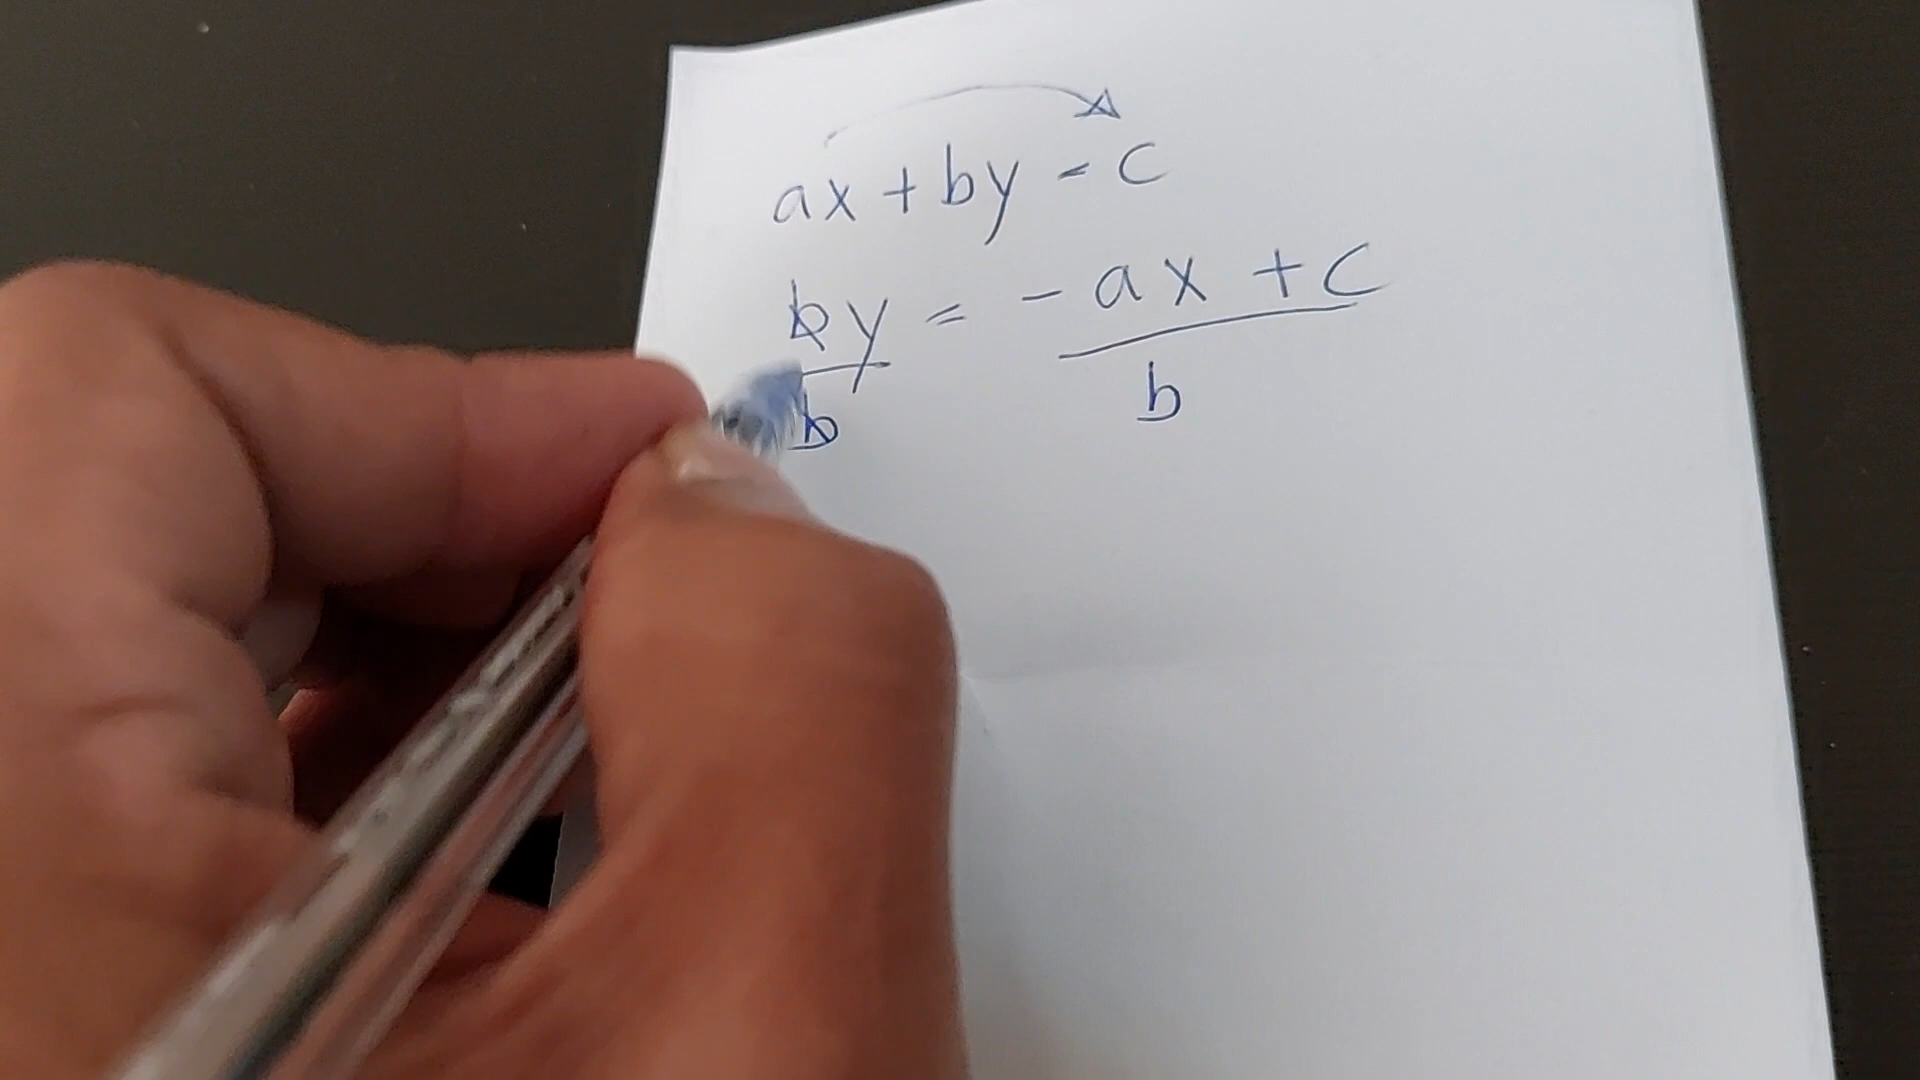 ax + by = c
by = - ax + c
b b